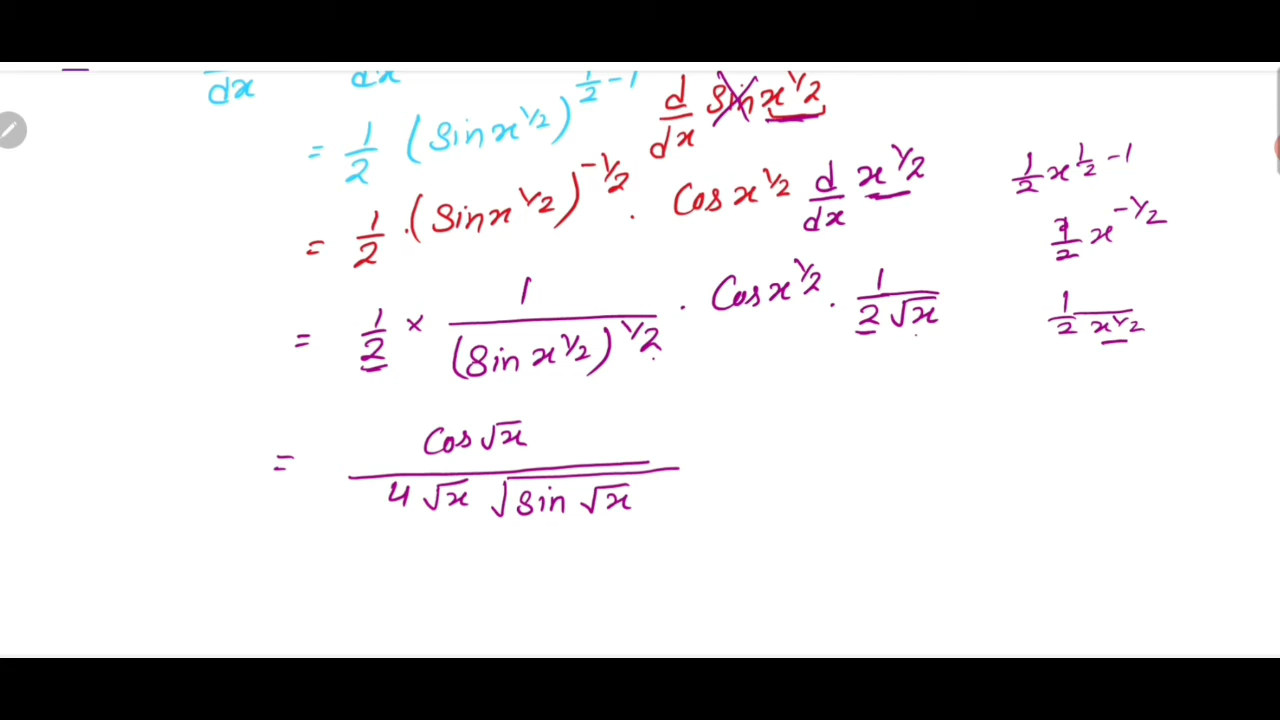 dx dx
= 1/2 (sin x^1/2)^1/2-1 d/dx sin x^1/2
= 1/2 . (sin x^1/2)^-1/2 . Cos x^1/2 d/dx x^1/2
= 1/2 × 1/(sin x^1/2)^1/2 . Cos x^1/2 . 1/2√x
= Cos √x / 4 √x √sin √x
1/2 x^1/2-1
1/2 x^-1/2
1/2 x^1/2